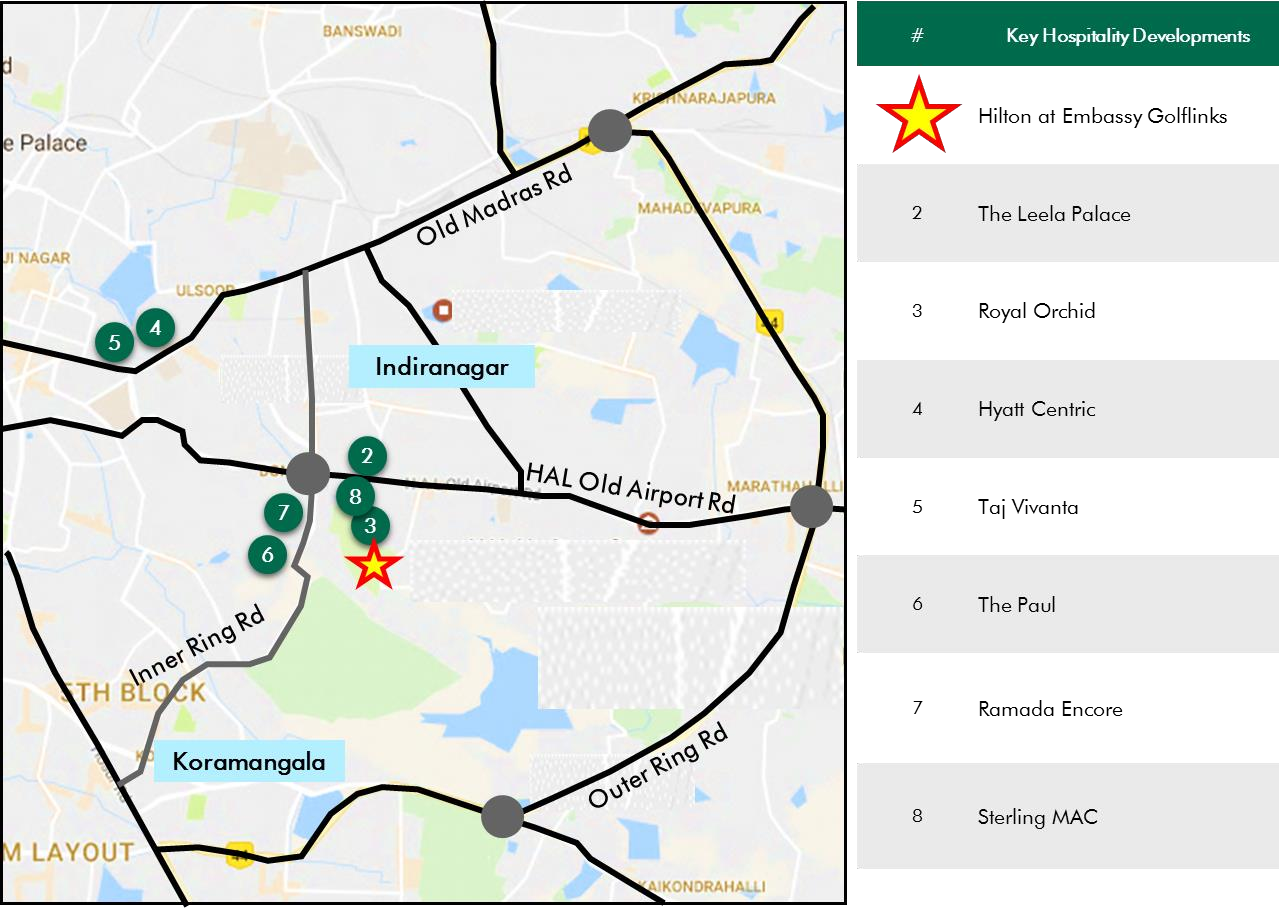 BANSWADI
d
KRISHNARAJAPURA
e Palace
Old Madras Rd
MAHADEVAPURA
JI NAGAR
ULSOOR
44
5
4
Indiranagar
2
HAL Old Airport Rd
MARATHAHALLI
8
7
3
6
Inner Ring Rd
5TH BLOCK
Koramangala
Outer Ring Rd
M LAYOUT
44
KAIKONDRAHALLI
# Key Hospitality Developments
Hilton at Embassy Golflinks
2 The Leela Palace
3 Royal Orchid
4 Hyatt Centric
5 Taj Vivanta
6 The Paul
7 Ramada Encore
8 Sterling MAC